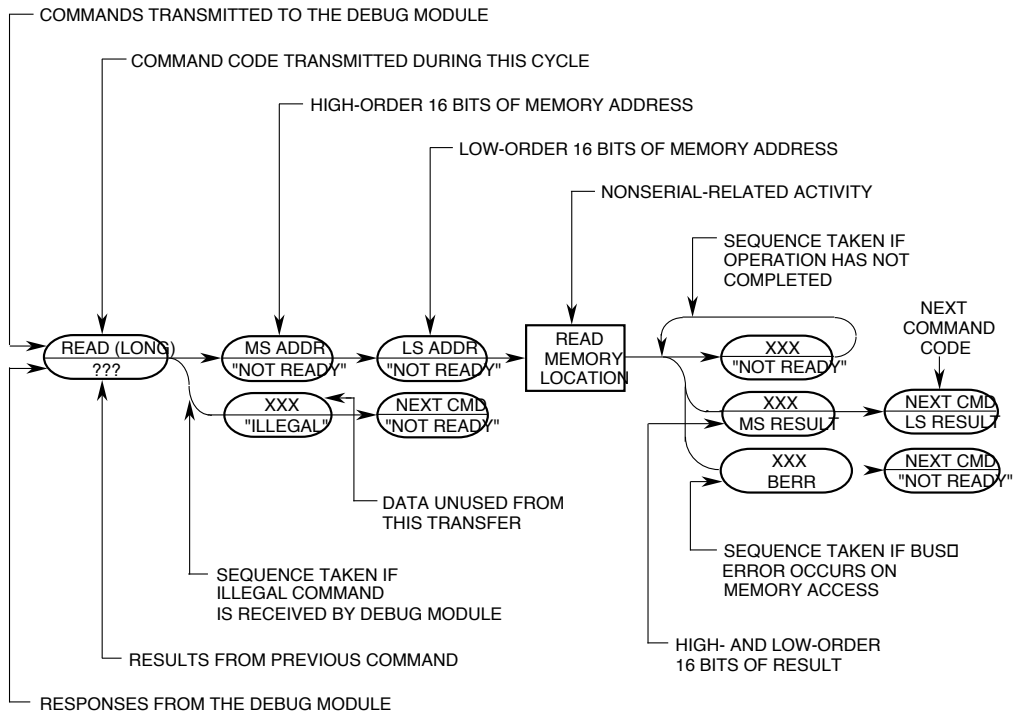 COMMANDS TRANSMITTED TO THE DEBUG MODULE
COMMAND CODE TRANSMITTED DURING THIS CYCLE
HIGH-ORDER 16 BITS OF MEMORY ADDRESS
LOW-ORDER 16 BITS OF MEMORY ADDRESS
NONSERIAL-RELATED ACTIVITY
SEQUENCE TAKEN IF
OPERATION HAS NOT
COMPLETED
NEXT
COMMAND
CODE
READ (LONG)
???
MS ADDR
"NOT READY"
LS ADDR
"NOT READY"
READ
MEMORY
LOCATION
XXX
"NOT READY"
XXX
"ILLEGAL"
NEXT CMD
"NOT READY"
XXX
MS RESULT
NEXT CMD
LS RESULT
XXX
BERR
NEXT CMD
"NOT READY"
DATA UNUSED FROM
THIS TRANSFER
SEQUENCE TAKEN IF
ILLEGAL COMMAND
IS RECEIVED BY DEBUG MODULE
SEQUENCE TAKEN IF BUS□
ERROR OCCURS ON
MEMORY ACCESS
HIGH- AND LOW-ORDER
16 BITS OF RESULT
RESULTS FROM PREVIOUS COMMAND
RESPONSES FROM THE DEBUG MODULE